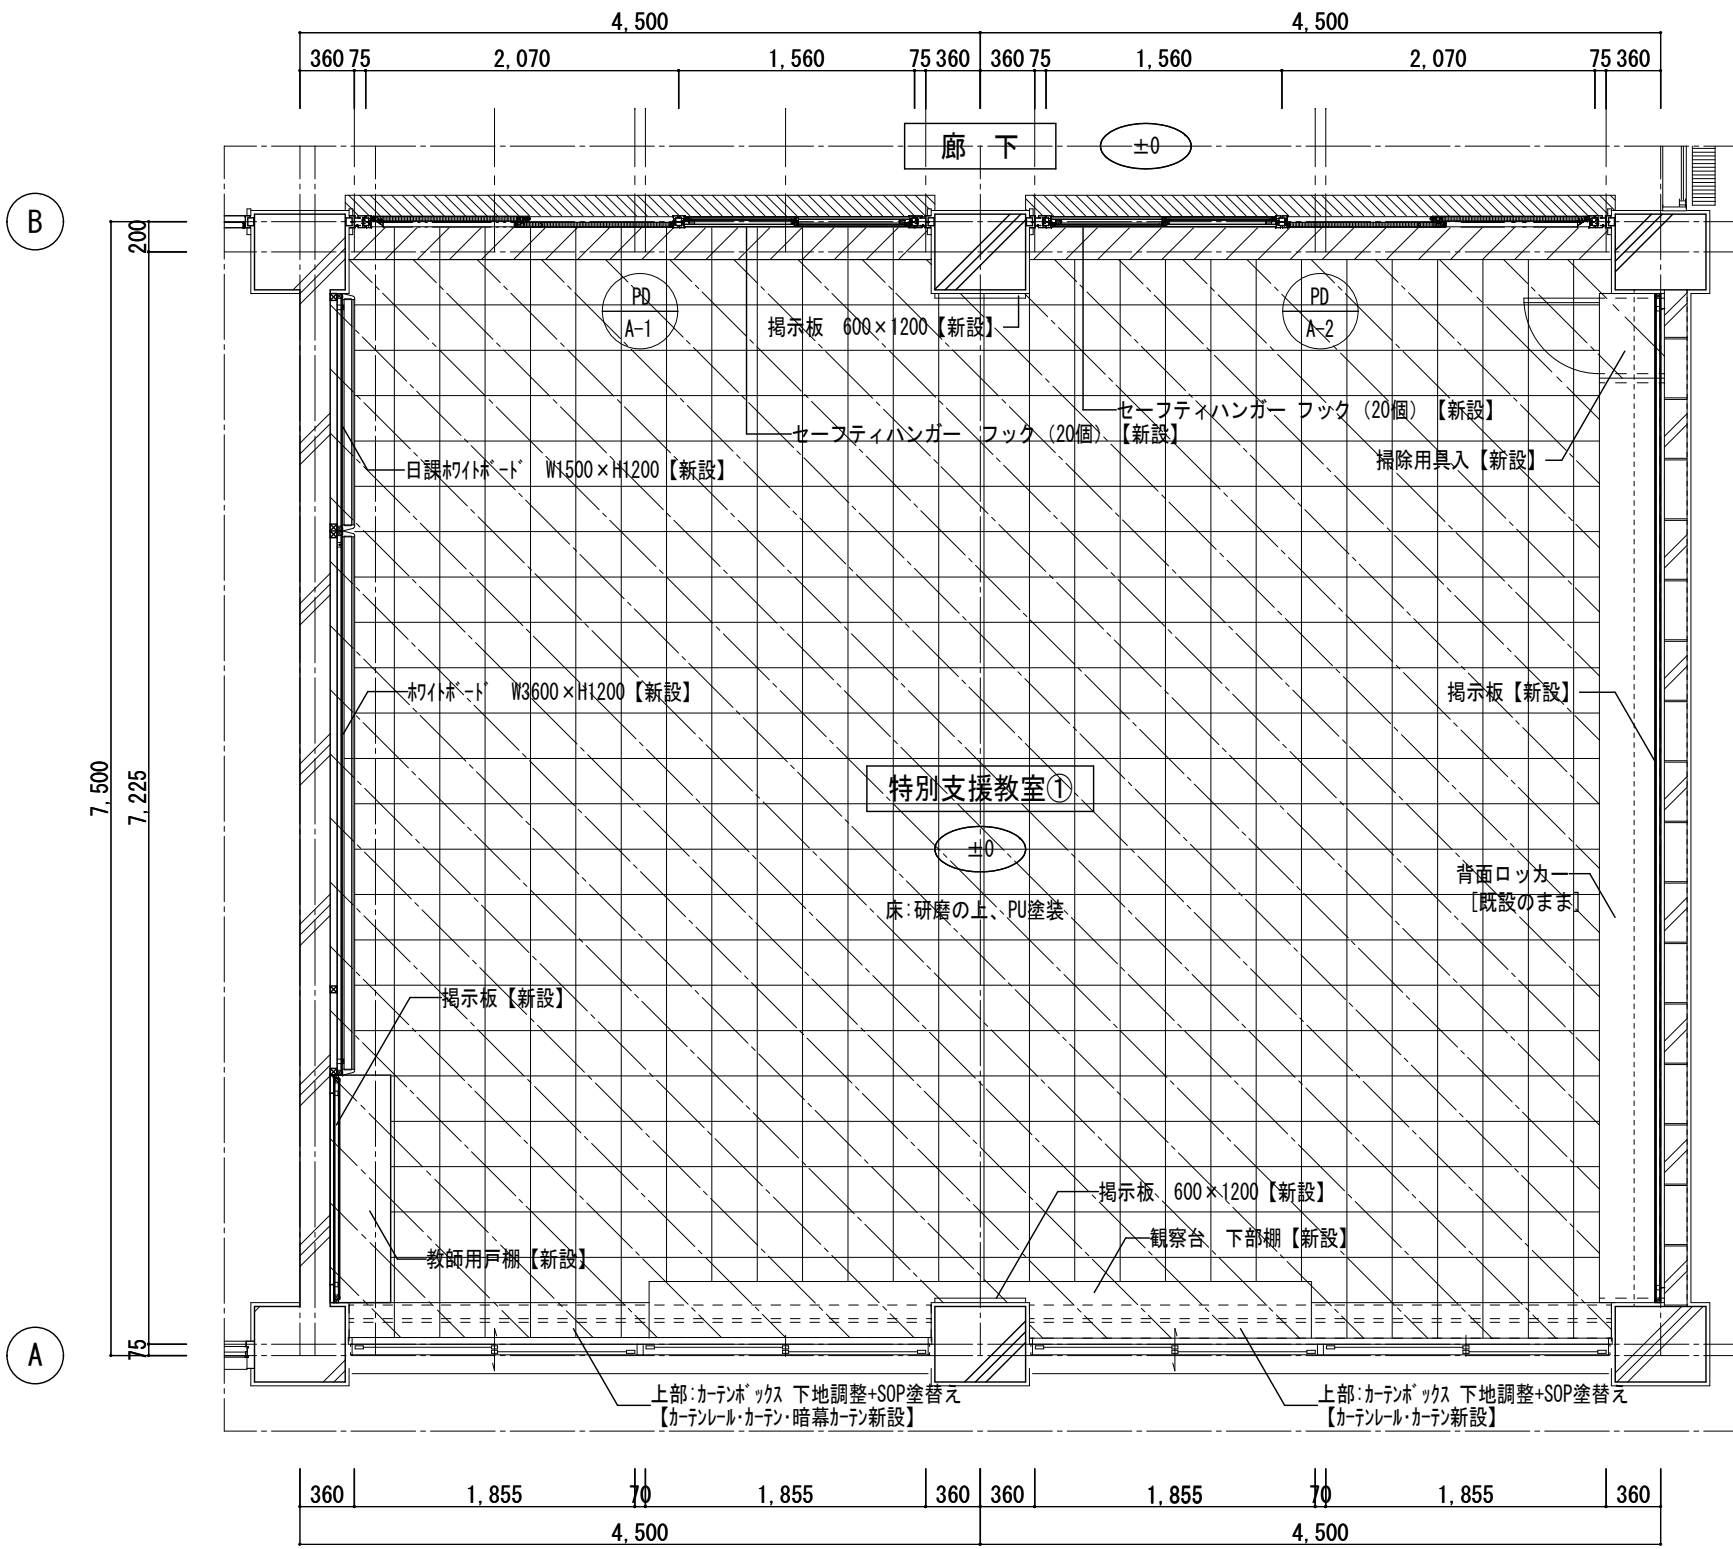 4,500 4,500
360 75 2,070 1,560 75 360 360 75 1,560 2,070 75 360
廊 下 ±0
B
200
PD
A-1
PD
A-2
掲示板 600×1200【新設】
セーフティハンガー フック (20個) 【新設】
セーフティハンガー フック (20個) 【新設】
掃除用具入【新設】
日課ﾎﾜｲﾄﾎﾞｰﾄﾞ W1500×H1200【新設】
ﾎﾜｲﾄﾎﾞｰﾄﾞ W3600×H1200【新設】
掲示板【新設】
7,500
7,225
特別支援教室①
±0
床:研磨の上、PU塗装
背面ロッカー
[既設のまま]
掲示板【新設】
掲示板 600×1200【新設】
観察台 下部棚【新設】
教師用戸棚【新設】
75
A
上部:ｶｰﾃﾝﾎﾞｯｸｽ 下地調整+SOP塗替え
【ｶｰﾃﾝﾚｰﾙ･ｶｰﾃﾝ･暗幕ｶｰﾃﾝ新設】
上部:ｶｰﾃﾝﾎﾞｯｸｽ 下地調整+SOP塗替え
【ｶｰﾃﾝﾚｰﾙ･ｶｰﾃﾝ新設】
360 1,855 70 1,855 360 360 1,855 70 1,855 360
4,500 4,500